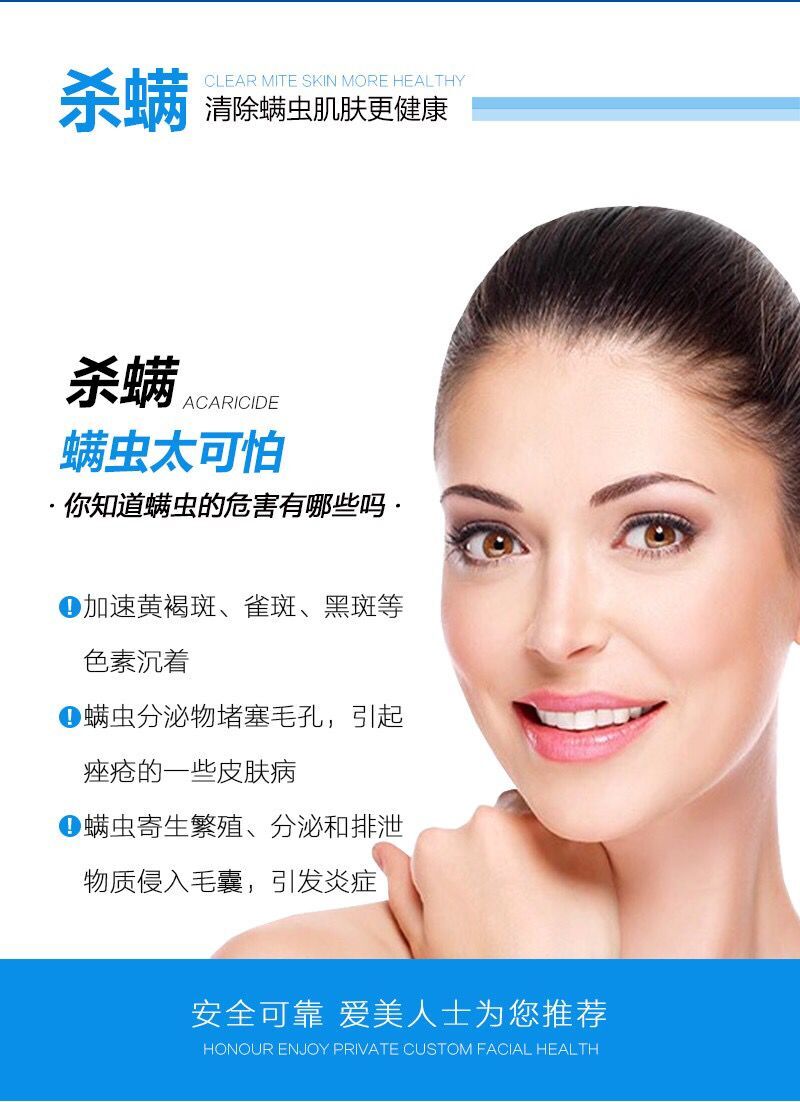 杀螨
CLEAR MITE SKIN MORE HEALTHY
清除螨虫肌肤更健康
杀螨 ACARICIDE
螨虫太可怕
·你知道螨虫的危害有哪些吗·
!加速黄褐斑、雀斑、黑斑等
色素沉着
!螨虫分泌物堵塞毛孔，引起
痤疮的一些皮肤病
!螨虫寄生繁殖、分泌和排泄
物质侵入毛囊，引发炎症
安全可靠 爱美人士为您推荐
HONOUR ENJOY PRIVATE CUSTOM FACIAL HEALTH